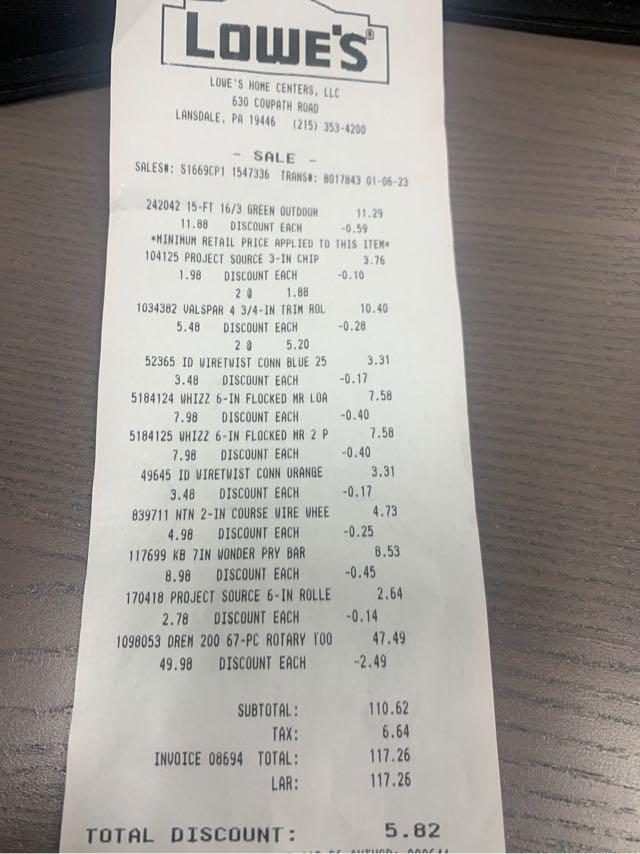 LOWE'S®
LOWE'S HOME CENTERS, LLC
630 COWPATH ROAD
LANSDALE, PA 19446 (215) 353-4200
- SALE -
SALES#: S1669CP1 1547336 TRANS#: 8017843 01-06-23
242042 15-FT 16/3 GREEN OUTDOOR 11.29
11.88 DISCOUNT EACH -0.59
*MINIMUM RETAIL PRICE APPLIED TO THIS ITEM*
104125 PROJECT SOURCE 3-IN CHIP 3.76
1.98 DISCOUNT EACH -0.10
2 @ 1.88
1034382 VALSPAR 4 3/4-IN TRIM ROL 10.40
5.48 DISCOUNT EACH -0.28
2 @ 5.20
52365 ID WIRETWIST CONN BLUE 25 3.31
3.48 DISCOUNT EACH -0.17
5184124 WHIZZ 6-IN FLOCKED MR LOA 7.58
7.98 DISCOUNT EACH -0.40
5184125 WHIZZ 6-IN FLOCKED MR 2 P 7.58
7.98 DISCOUNT EACH -0.40
49645 ID WIRETWIST CONN ORANGE 3.31
3.48 DISCOUNT EACH -0.17
839711 NTN 2-IN COURSE WIRE WHEE 4.73
4.98 DISCOUNT EACH -0.25
117699 KB 7IN WONDER PRY BAR 8.53
8.98 DISCOUNT EACH -0.45
170418 PROJECT SOURCE 6-IN ROLLE 2.64
2.78 DISCOUNT EACH -0.14
1098053 DREM 200 67-PC ROTARY TOO 47.49
49.98 DISCOUNT EACH -2.49
SUBTOTAL: 110.62
TAX: 6.64
INVOICE 08694 TOTAL: 117.26
LAR: 117.26
TOTAL DISCOUNT: 5.82